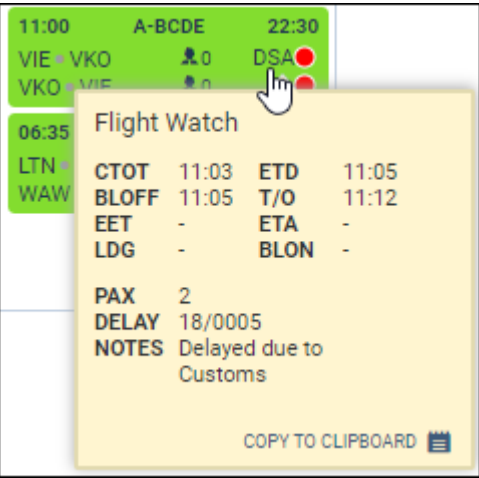 11:00 A-BCDE 22:30
VIE VKO 0 DSA
VKO VIE 0
06:35
LTN
WAW
Flight Watch
CTOT 11:03 ETD 11:05
BLOFF 11:05 T/O 11:12
EET - ETA -
LDG - BLON -
PAX 2
DELAY 18/0005
NOTES Delayed due to
Customs
COPY TO CLIPBOARD